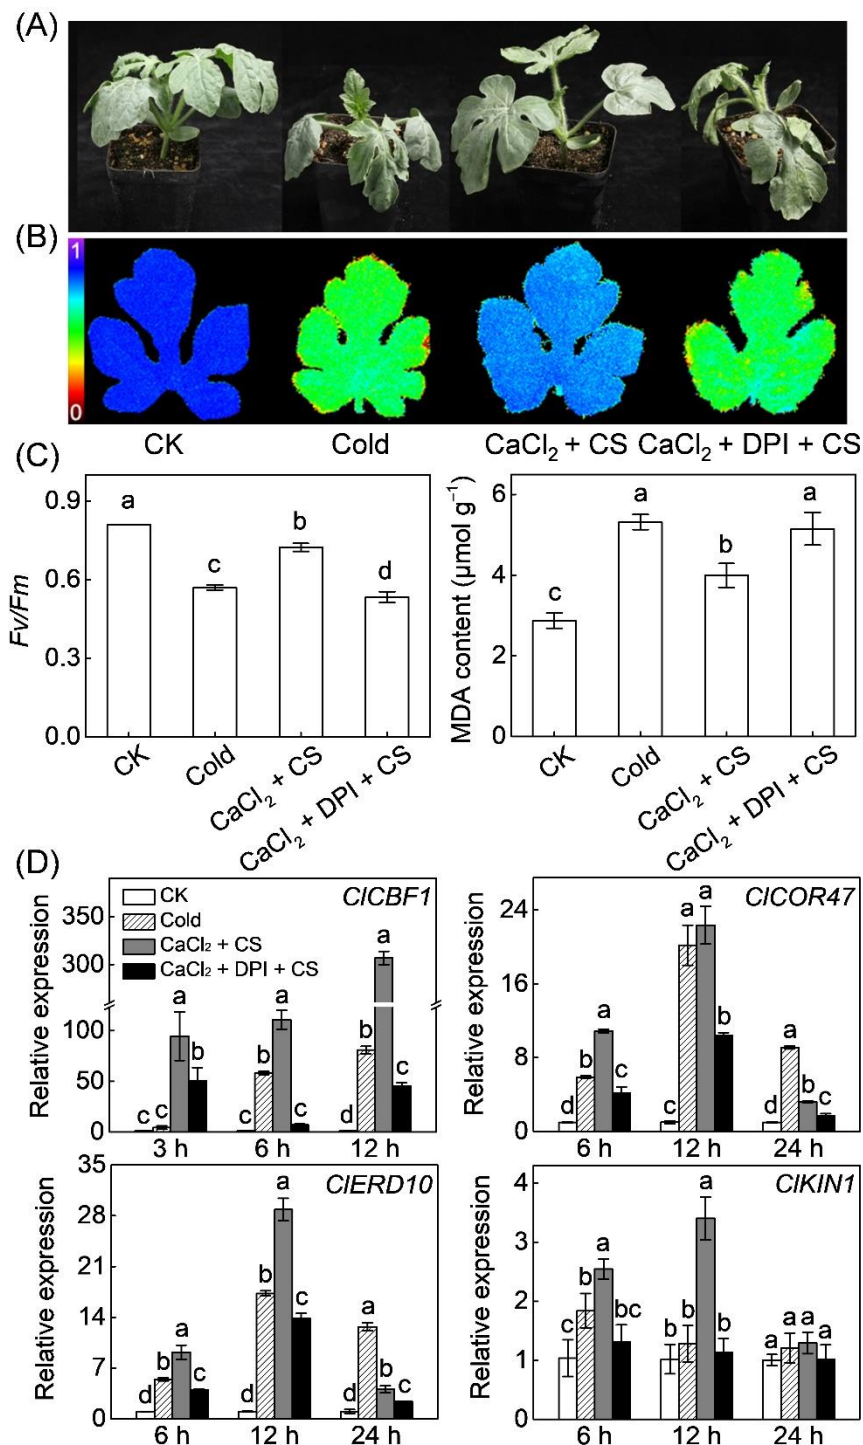 (A)
(B)
1
0
CK Cold CaCl₂ + CS CaCl₂ + DPI + CS
(C)
Fv/Fm
0.9
0.6
0.3
0.0
a
c
b
d
CK
Cold
CaCl₂ + CS
CaCl₂ + DPI + CS
MDA content (μmol g⁻¹)
6
4
2
0
c
a
b
a
CK
Cold
CaCl₂ + CS
CaCl₂ + DPI + CS
(D)
Relative expression
350
300
100
50
0
CK
Cold
CaCl₂ + CS
CaCl₂ + DPI + CS
ClCBF1
c c a b
c b a c
d b a c
3 h 6 h 12 h
Relative expression
24
16
8
0
ClCOR47
d b a c
c a a b
d a b c
6 h 12 h 24 h
Relative expression
35
28
21
14
7
0
ClERD10
d b a c
d b a c
d a b c
6 h 12 h 24 h
Relative expression
4
3
2
1
0
ClKIN1
c b a bc
b b a b
a a a a
6 h 12 h 24 h